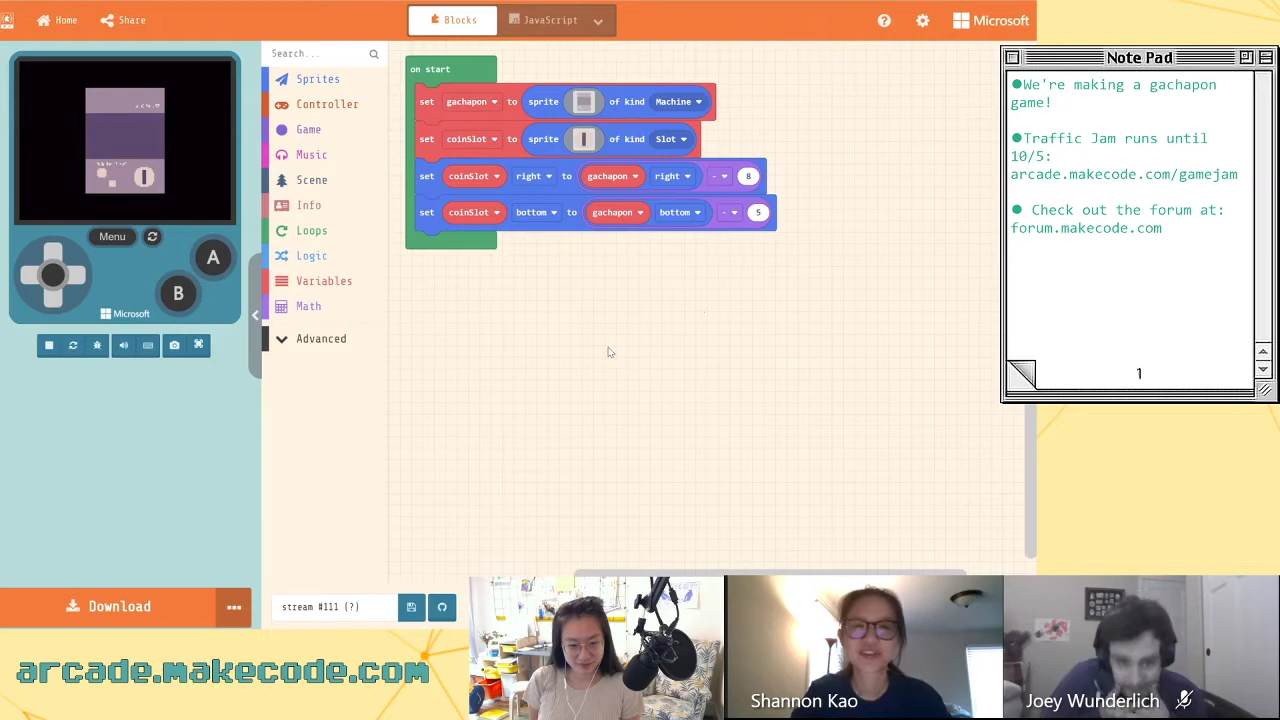 Home
Share
Blocks
JavaScript
Microsoft
Menu
A
B
Microsoft
Search...
Sprites
Controller
Game
Music
Scene
Info
Loops
Logic
Variables
Math
Advanced
on start
set gachapon to sprite of kind Machine
set coinSlot to sprite of kind Slot
set coinSlot right to gachapon right - 8
set coinSlot bottom to gachapon bottom - 5
Note Pad
●We're making a gachapon
game!
●Traffic Jam runs until
10/5:
arcade.makecode.com/gamejam
● Check out the forum at:
forum.makecode.com
1
Download
stream #111 (?)
arcade.makecode.com
Shannon Kao
Joey Wunderlich